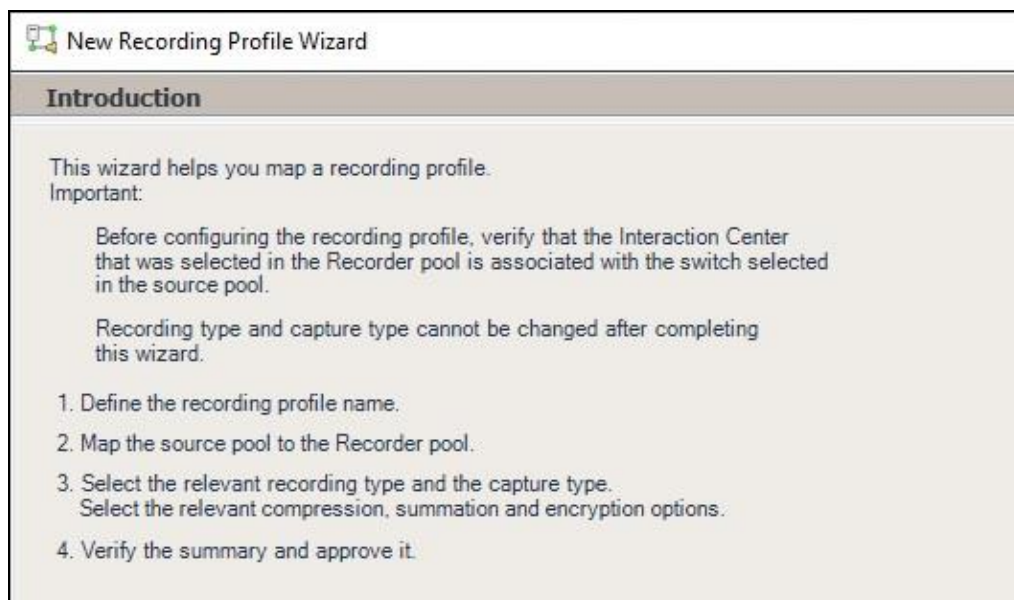 New Recording Profile Wizard
Introduction
This wizard helps you map a recording profile.
Important:
Before configuring the recording profile, verify that the Interaction Center
that was selected in the Recorder pool is associated with the switch selected
in the source pool.
Recording type and capture type cannot be changed after completing
this wizard.
1. Define the recording profile name.
2. Map the source pool to the Recorder pool.
3. Select the relevant recording type and the capture type.
Select the relevant compression, summation and encryption options.
4. Verify the summary and approve it.